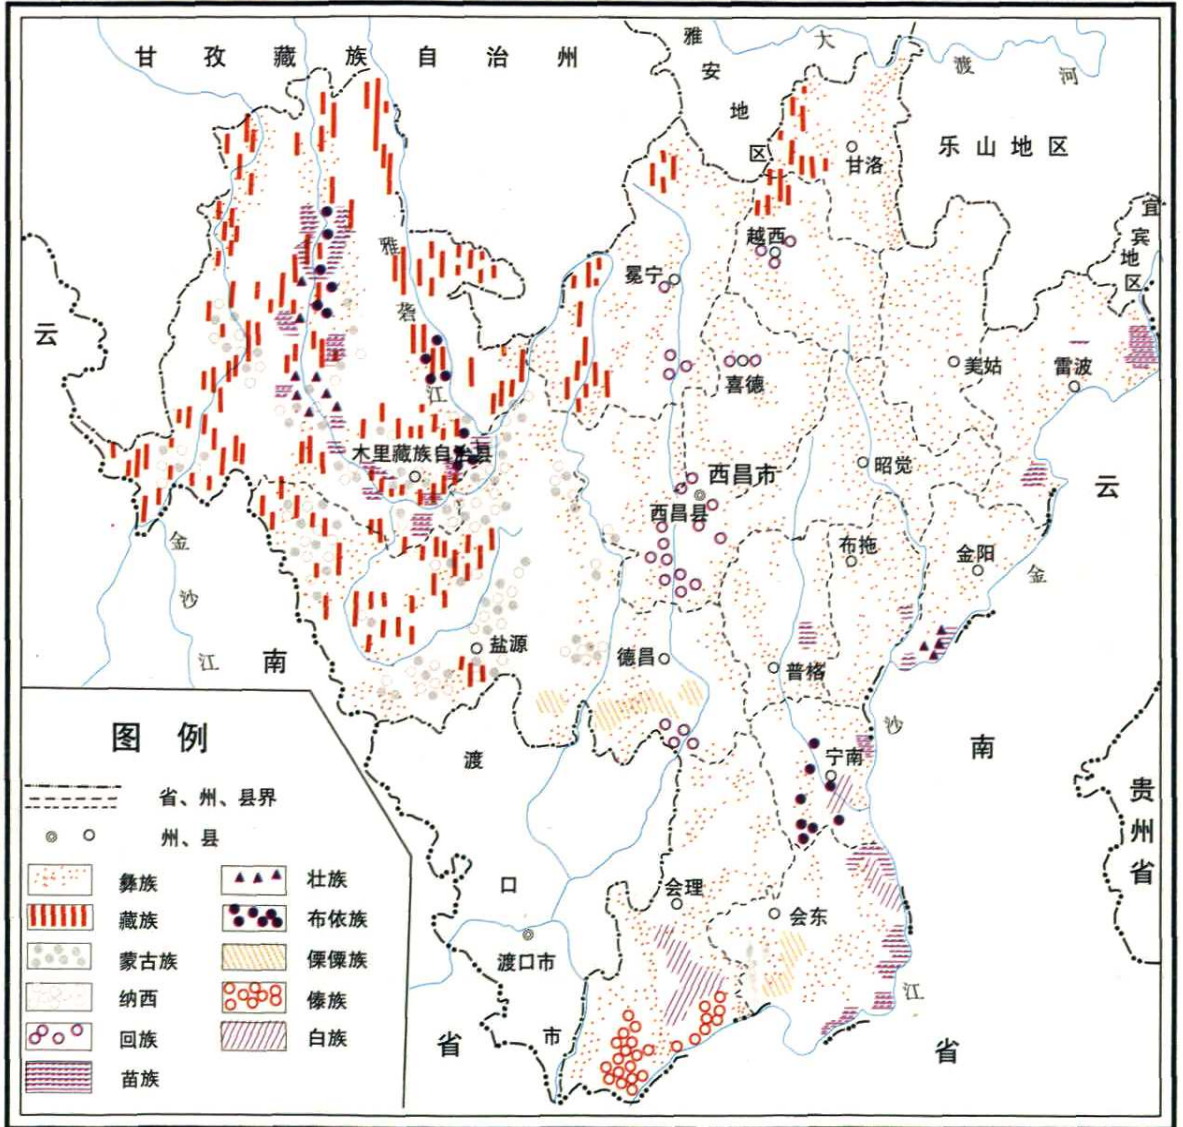 甘孜藏族自治州
雅安地区
大渡河
乐山地区
宜宾地区
甘洛
越西
冕宁
雅砻江
云
喜德
美姑
雷波
木里藏族自治县
昭觉
西昌市
西昌县
云
布拖
金阳
金
金沙江
南
盐源
德昌
普格
沙
南
宁南
渡
口
市
贵州省
会理
会东
渡口市
江
省
省
图例
省、州、县界
州、县
彝族
壮族
藏族
布依族
蒙古族
傈僳族
纳西
傣族
回族
白族
苗族